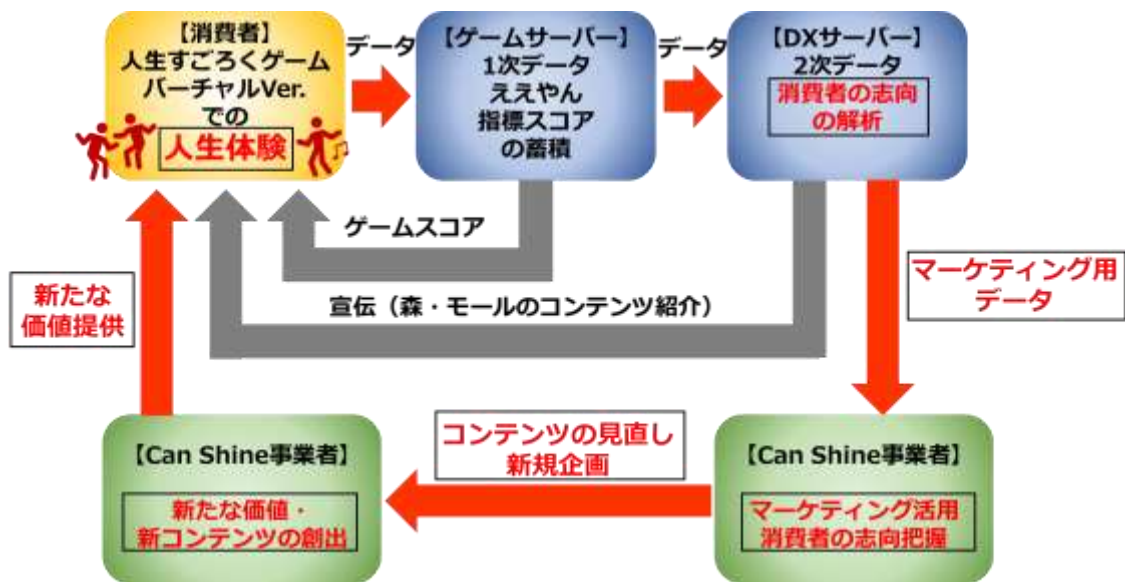 【消費者】
人生すごろくゲーム
バーチャルVer.
での
人生体験
データ
【ゲームサーバー】
1次データ
ええやん
指標スコア
の蓄積
データ
【DXサーバー】
2次データ
消費者の志向
の解析
ゲームスコア
宣伝（森・モールのコンテンツ紹介）
マーケティング用
データ
新たな
価値提供
【Can Shine事業者】
マーケティング活用
消費者の志向把握
コンテンツの見直し
新規企画
【Can Shine事業者】
新たな価値・
新コンテンツの創出